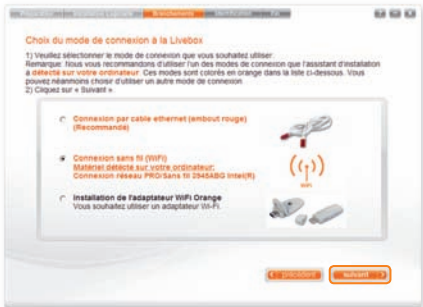 Branchements
Choix du mode de connexion à la Livebox
1) Veuillez sélectionner le mode de connexion que vous souhaitez utiliser.
Remarque: Nous vous recommandons d'utiliser l'un des modes de connexion que l'assistant d'installation
a détecté sur votre ordinateur. Ces modes sont colorés en orange dans la liste ci-dessous. Vous
pouvez néanmoins choisir d'utiliser un autre mode de connexion.
2) Cliquez sur « Suivant ».
Connexion par cable ethernet (embout rouge)
(Recommandé)
Connexion sans fil (WiFi)
Matériel détecté sur votre ordinateur:
Connexion réseau PRO/Sans fil 3945ABG Intel(R)
WiFi
Installation de l'adaptateur WiFi Orange
Vous souhaitez utiliser un adaptateur Wi-Fi.
précédent
suivant